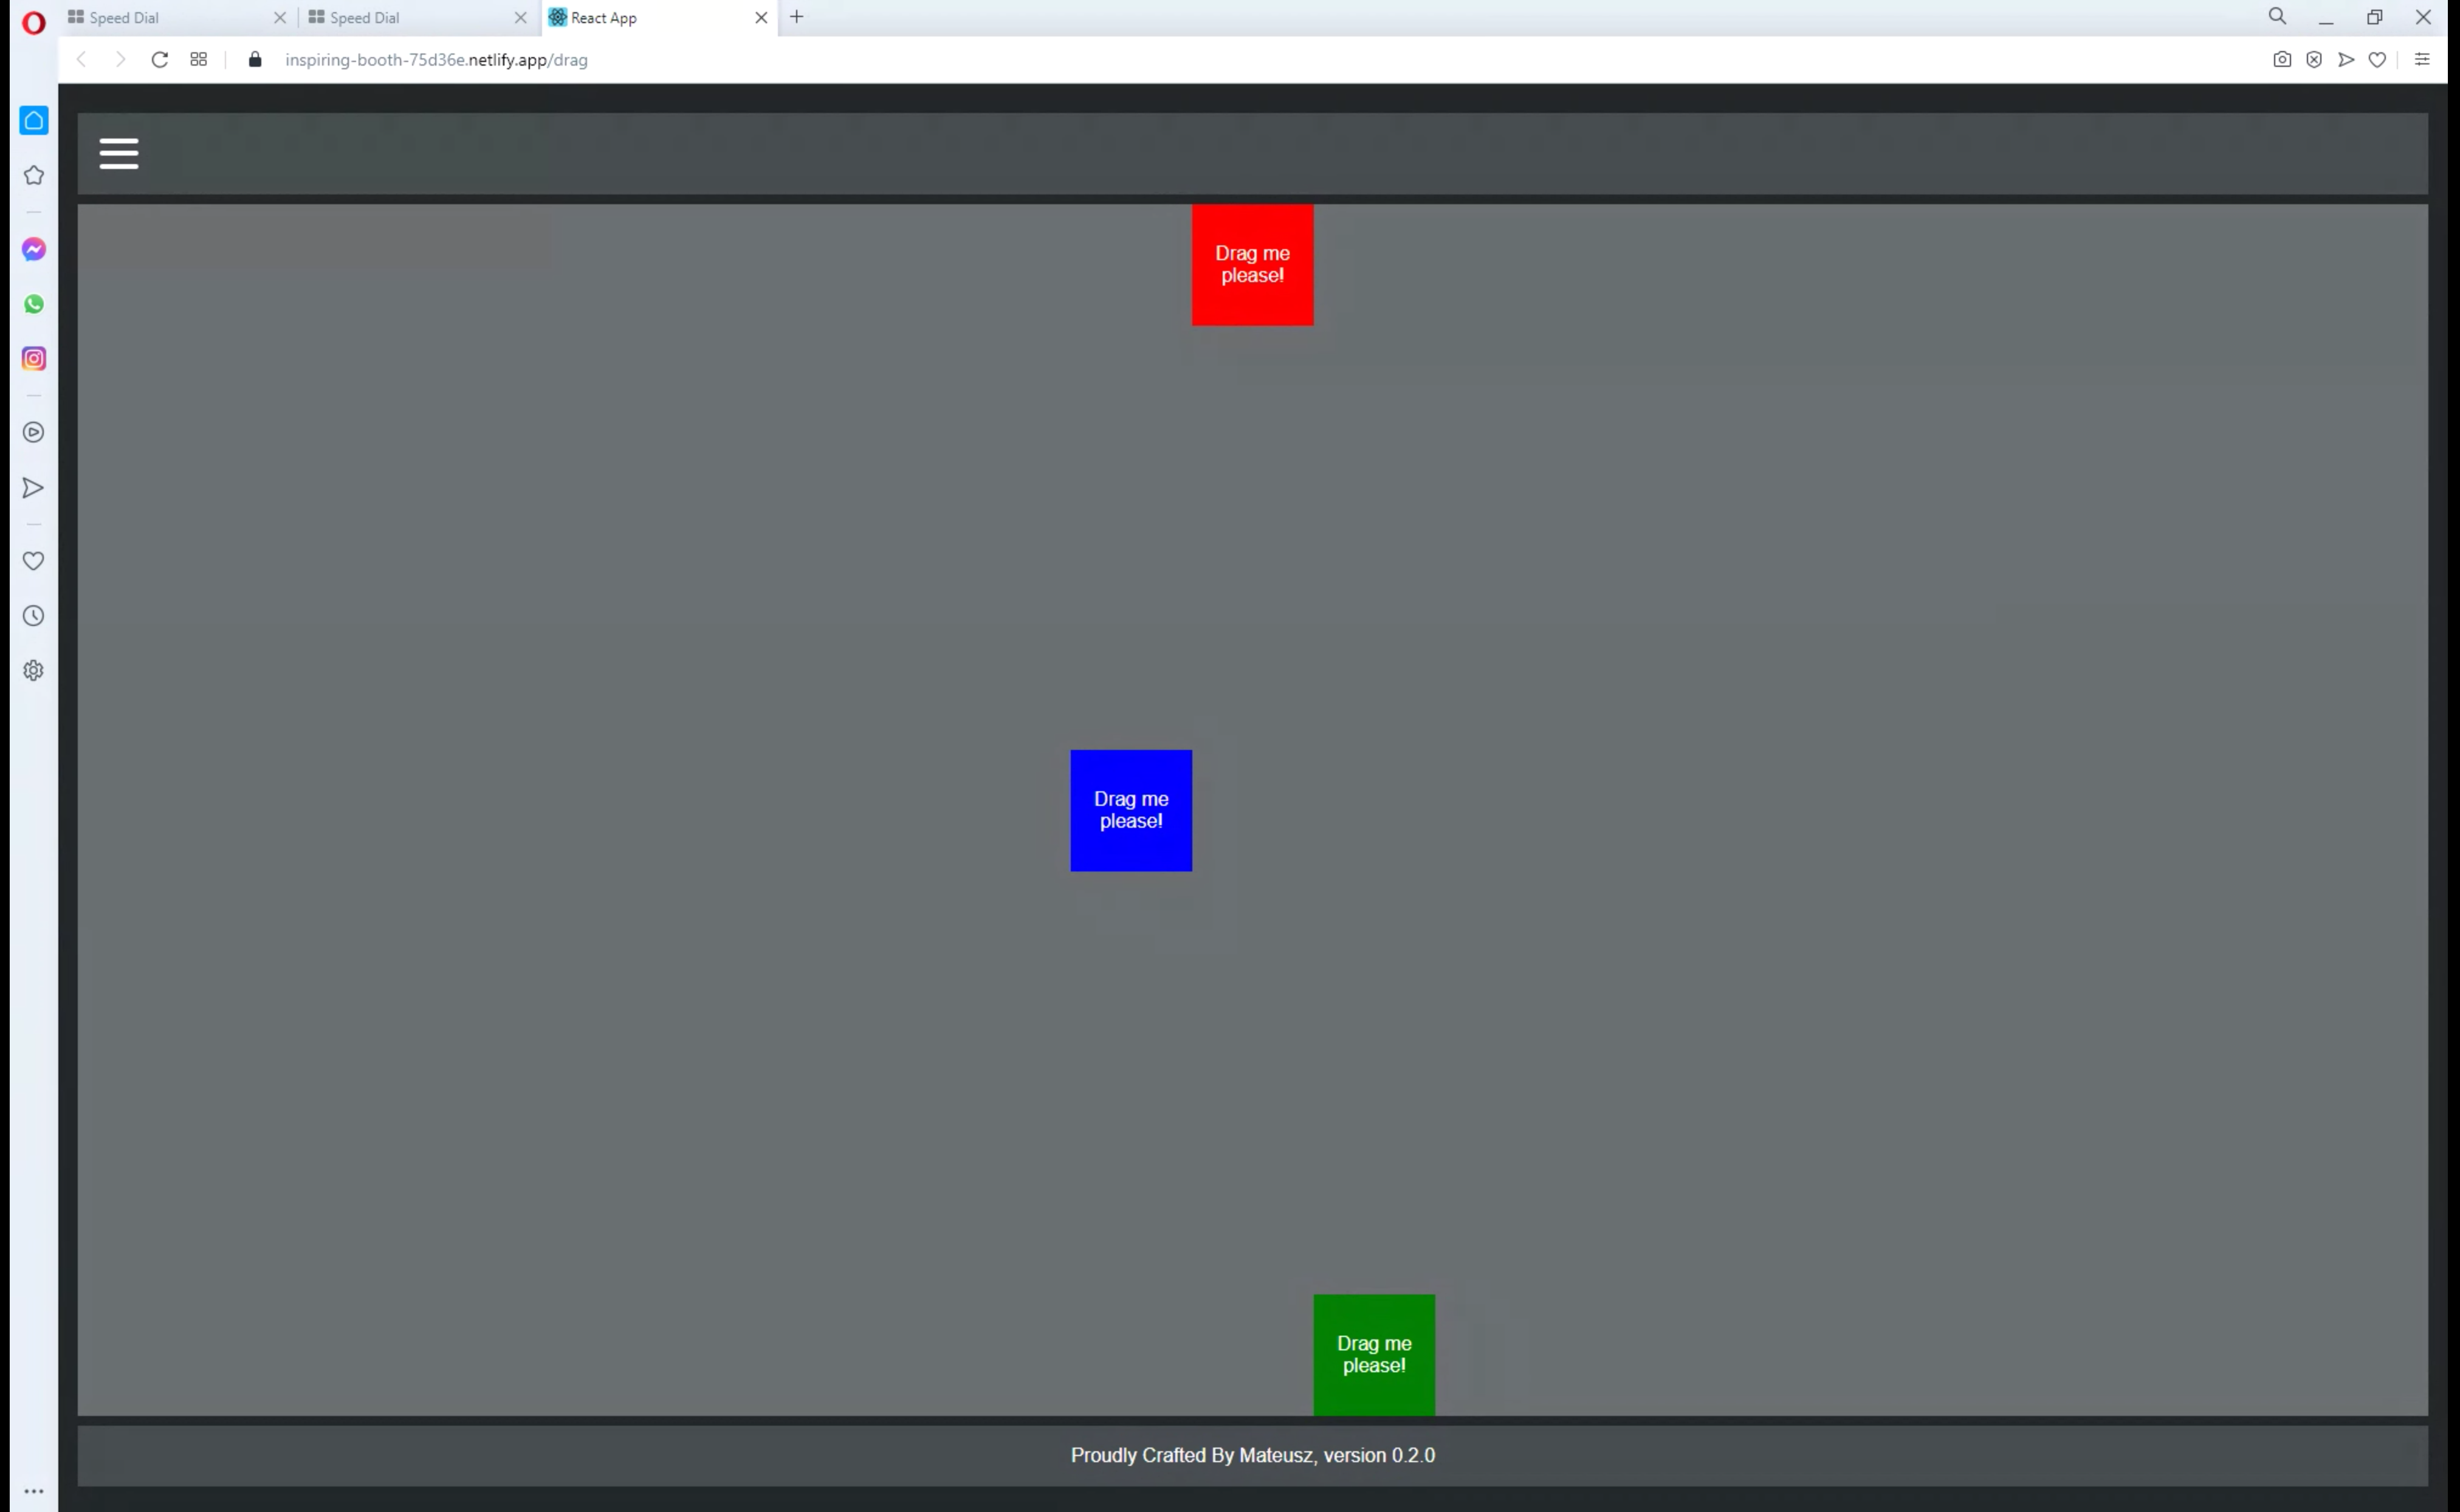 Speed Dial
Speed Dial
React App
inspiring-booth-75d36e.netlify.app/drag
Drag me
please!
Drag me
please!
Drag me
please!
Proudly Crafted By Mateusz, version 0.2.0